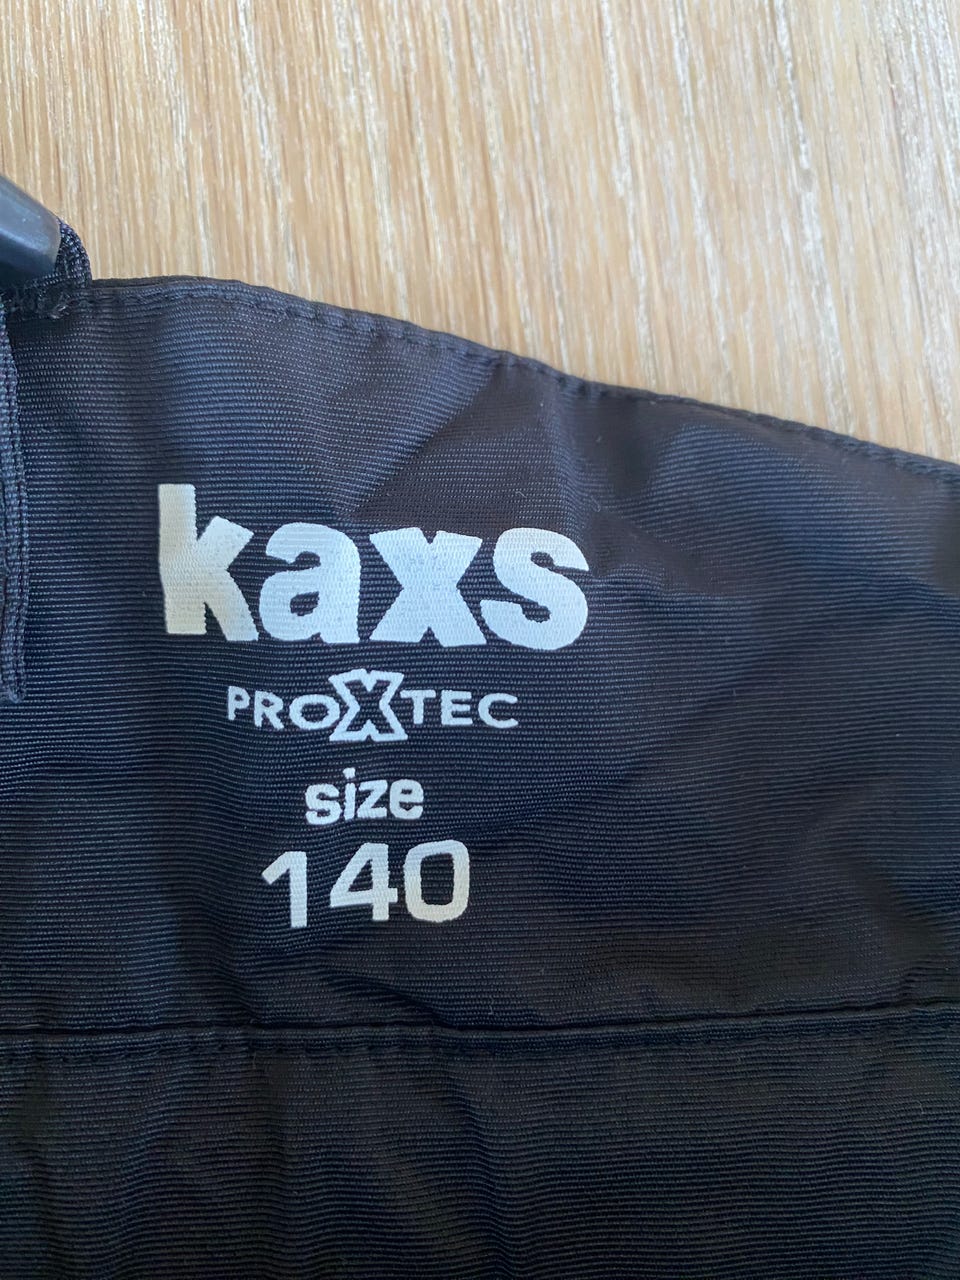 kaxs
PROXTEC
size
140